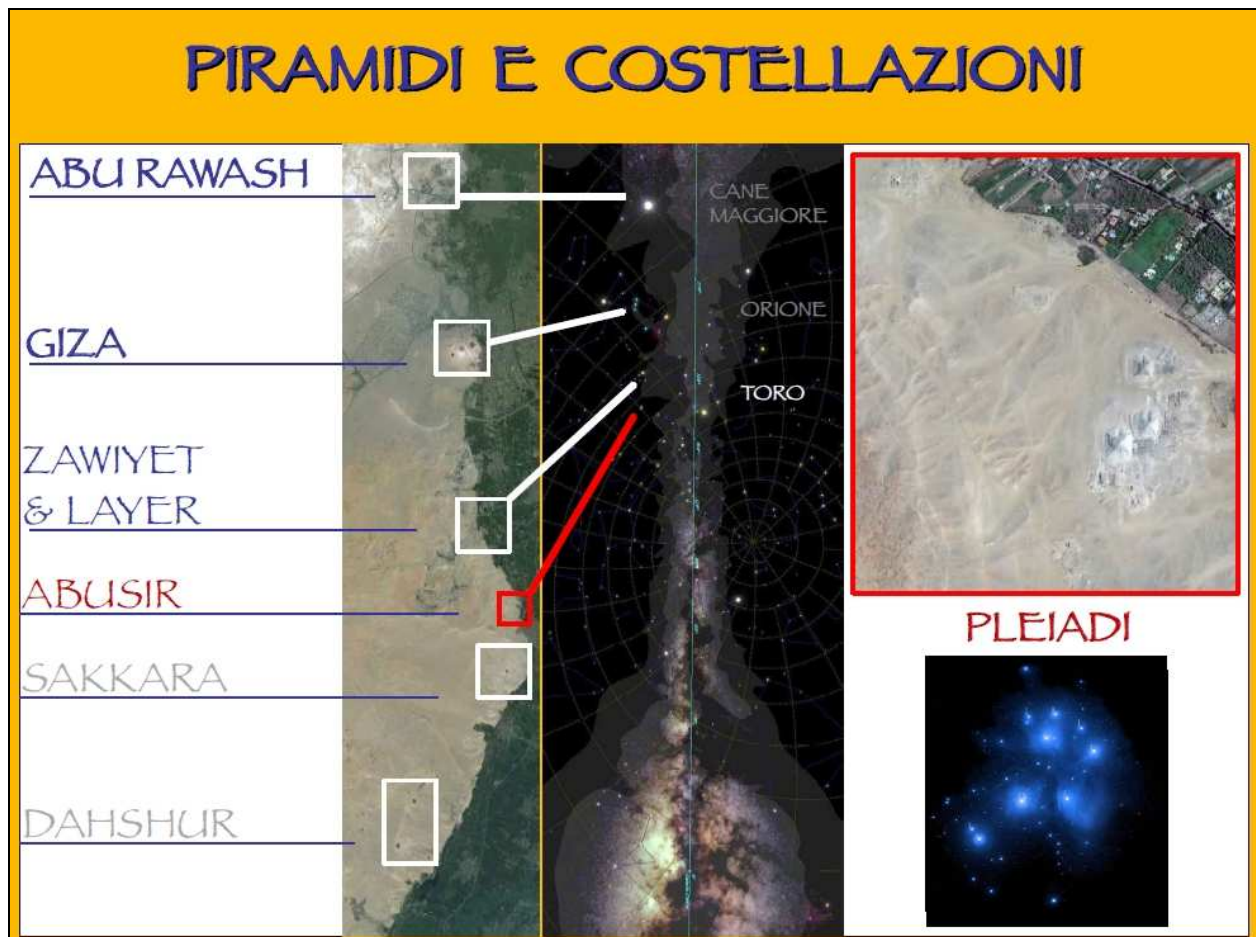 PIRAMIDI E COSTELLAZIONI
ABU RAWASH
GIZA
ZAWIYET
& LAYER
ABUSIR
SAKKARA
DAHSHUR
CANE
MAGGIORE
ORIONE
TORO
PLEIADI